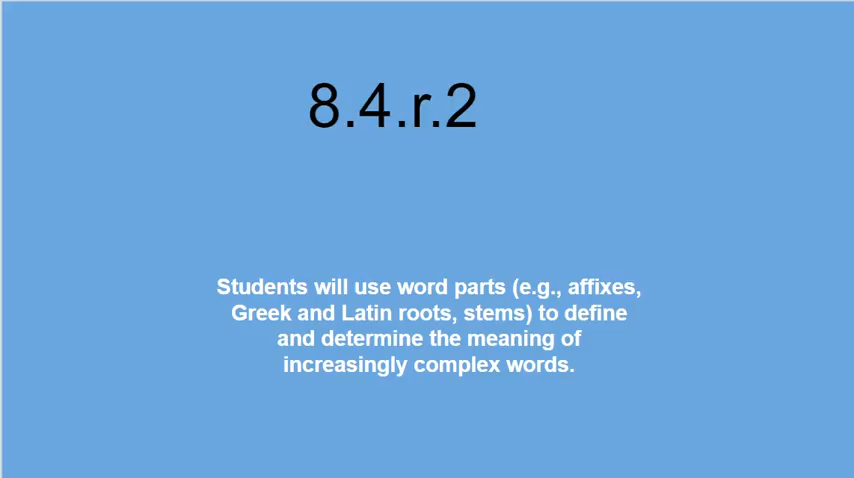 8.4.r.2
Students will use word parts (e.g., affixes,
Greek and Latin roots, stems) to define
and determine the meaning of
increasingly complex words.